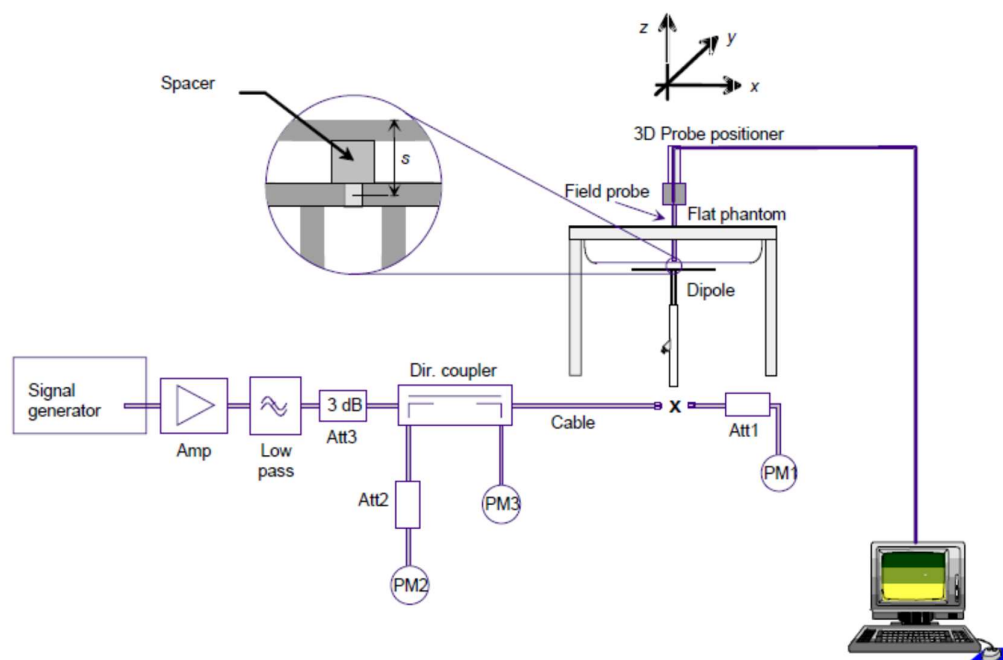 z
y
x
Spacer
s
3D Probe positioner
Field probe
Flat phantom
Dipole
Signal
generator
Amp
Low
pass
3 dB
Att3
Dir. coupler
Cable
X
Att1
PM1
Att2
PM3
PM2